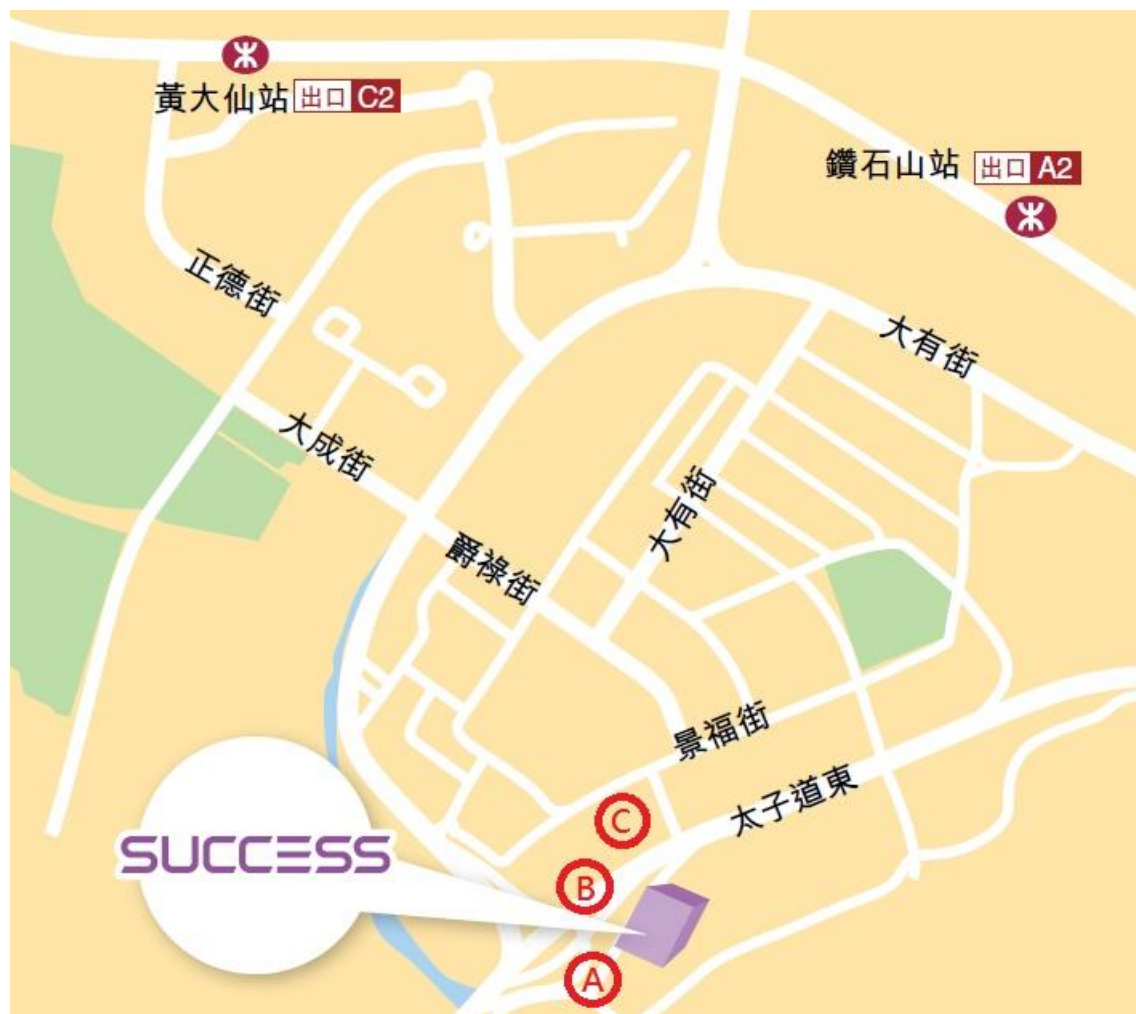 黃大仙站 出口 C2
鑽石山站 出口 A2
正德街
大有街
大成街
大有街
爵祿街
景福街
太子道東
C
SUCCESS
B
A